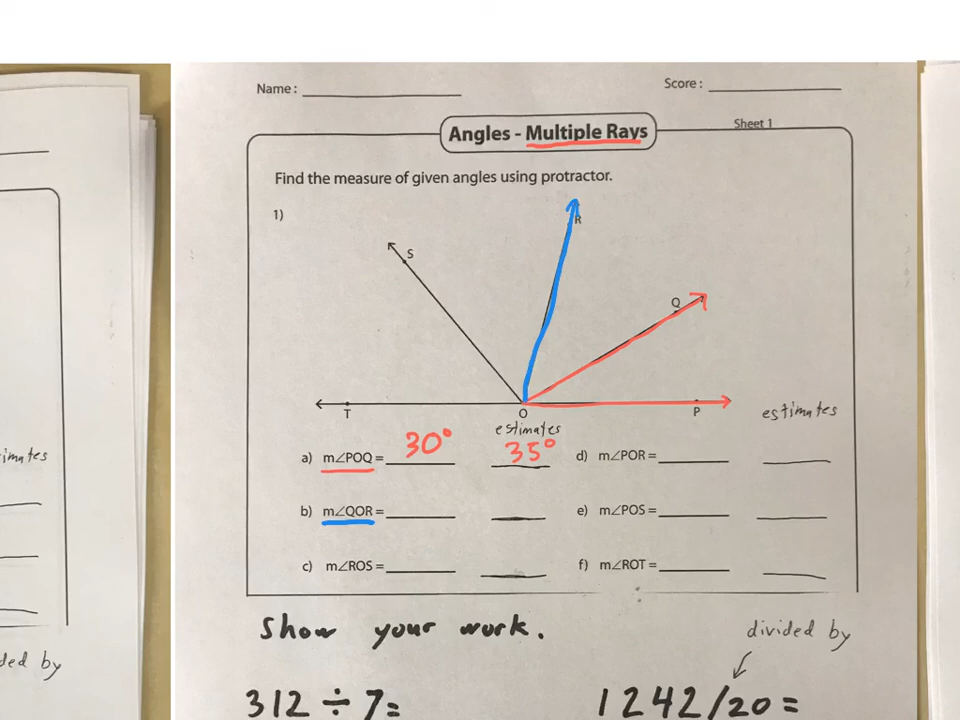 Name : Score :
Sheet 1
Angles - Multiple Rays
Find the measure of given angles using protractor.
1)
R
S
Q
T O P
estimates estimates
a) m∠POQ = 30° 35° d) m∠POR =
b) m∠QOR = e) m∠POS =
c) m∠ROS = f) m∠ROT =
show your work.
divided by
312 ÷ 7 =
1242/20 =
imates
ded by